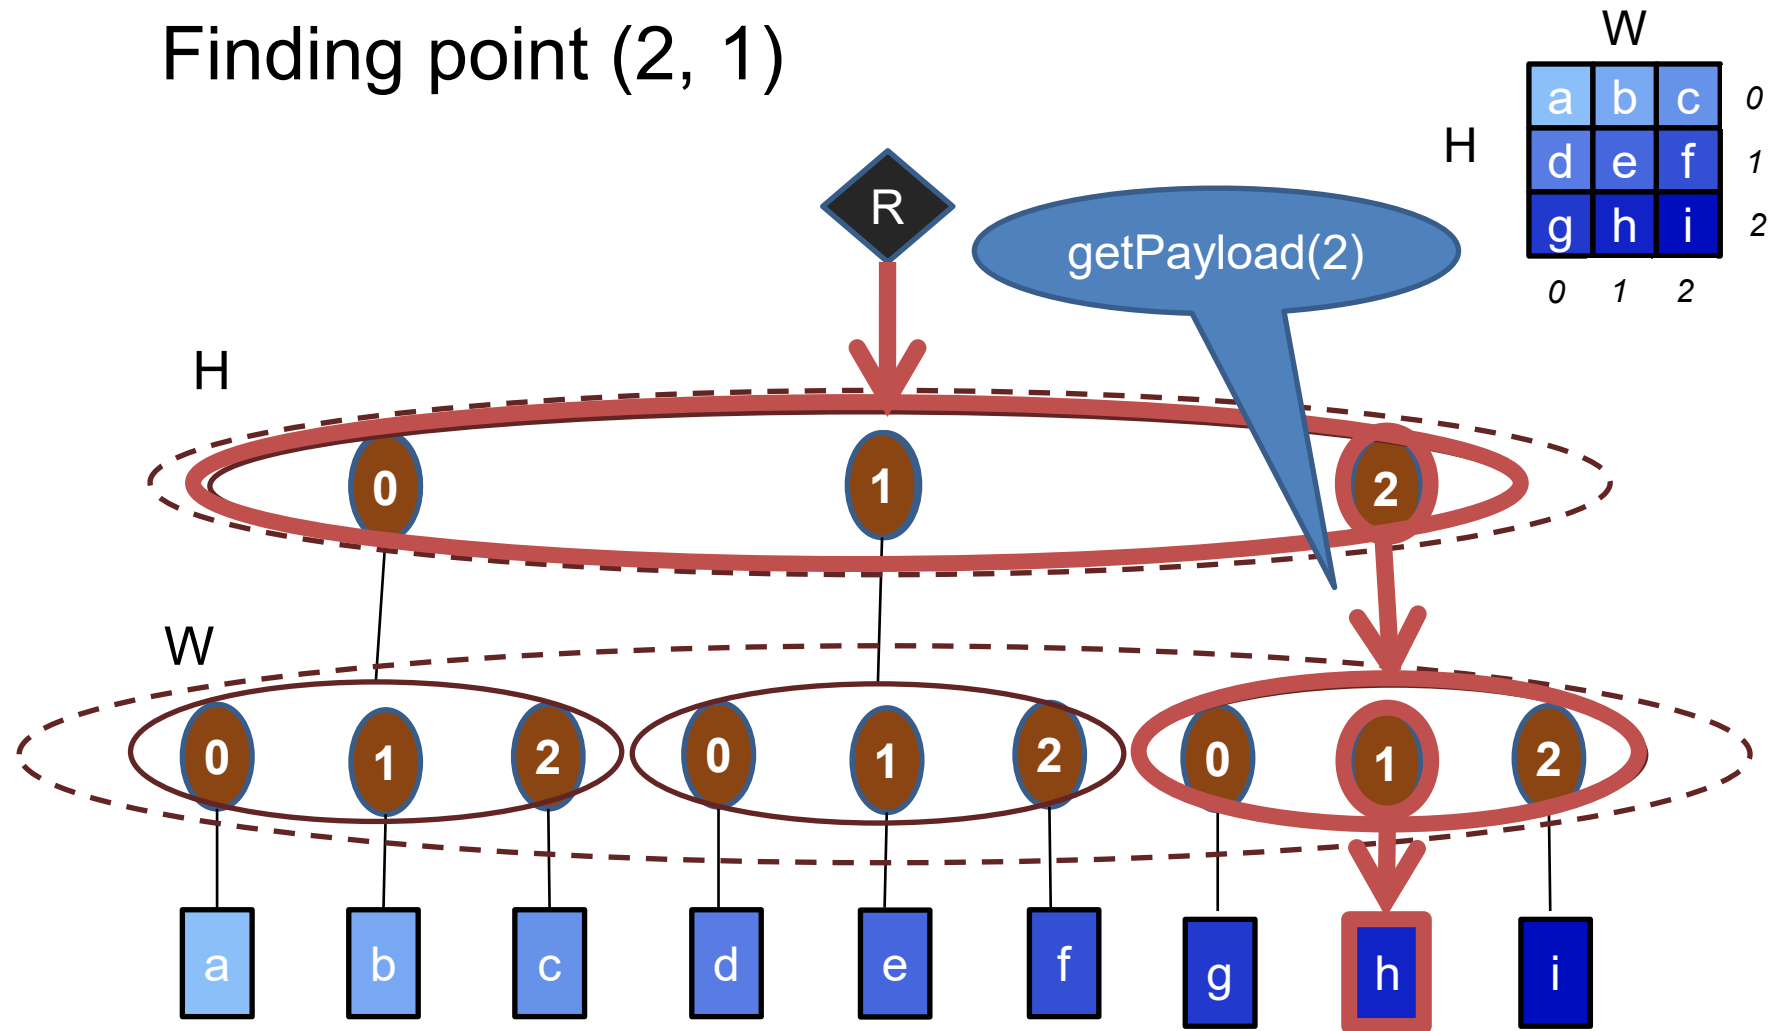 Finding point (2, 1)
W
a b c 0
H
d e f 1
g h i 2
0 1 2
R
getPayload(2)
H
0 1 2
W
0 1 2 0 1 2 0 1 2
a b c d e f g h i